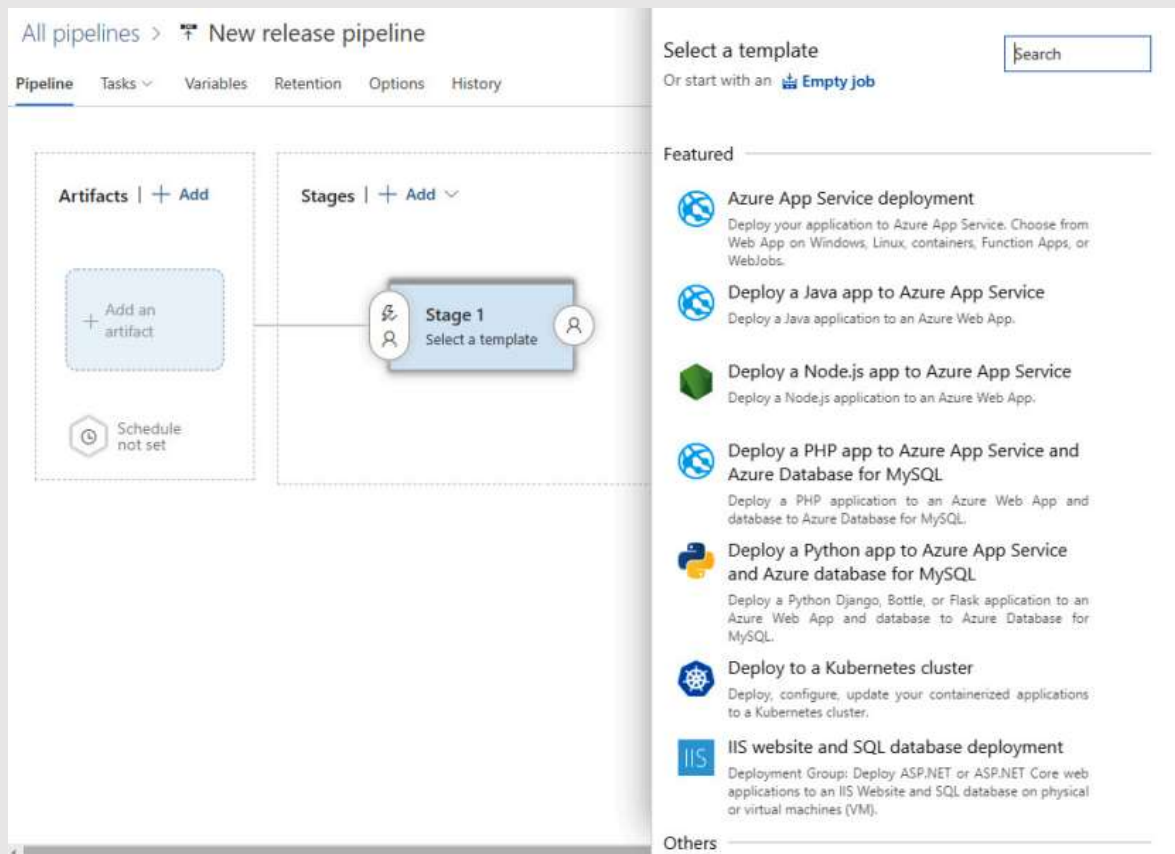 All pipelines > New release pipeline
Pipeline Tasks Variables Retention Options History
Artifacts | + Add
Add an
artifact
Schedule
not set
Stages | + Add
Stage 1
Select a template
Select a template
Search
Or start with an Empty job
Featured
Azure App Service deployment
Deploy your application to Azure App Service. Choose from
Web App on Windows, Linux, containers, Function Apps, or
WebJobs.
Deploy a Java app to Azure App Service
Deploy a Java application to an Azure Web App.
Deploy a Node.js app to Azure App Service
Deploy a Node.js application to an Azure Web App.
Deploy a PHP app to Azure App Service and
Azure Database for MySQL
Deploy a PHP application to an Azure Web App and
database to Azure Database for MySQL.
Deploy a Python app to Azure App Service
and Azure database for MySQL
Deploy a Python Django, Bottle, or Flask application to an
Azure Web App and database to Azure Database for
MySQL.
Deploy to a Kubernetes cluster
Deploy, configure, update your containerized applications
to a Kubernetes cluster.
IIS
IIS website and SQL database deployment
Deployment Group: Deploy ASP.NET or ASP.NET Core web
applications to an IIS Website and SQL database on physical
or virtual machines (VM).
Others